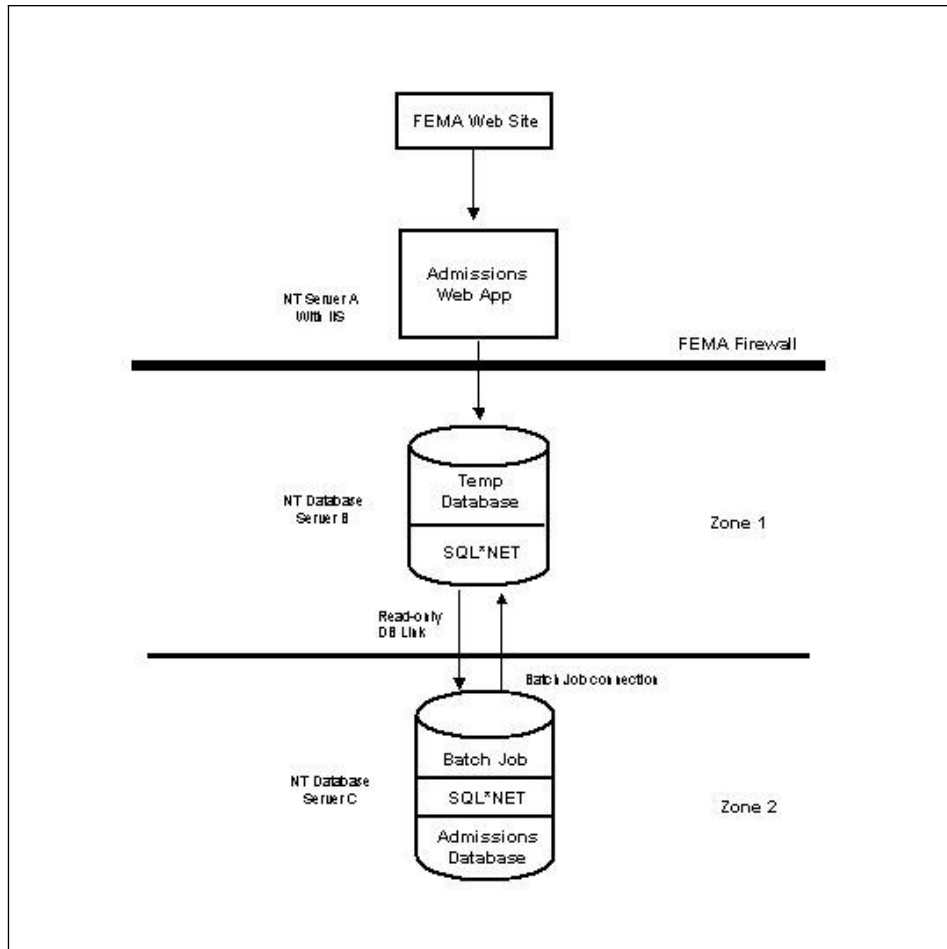 FEMA Web Site
Admissions
Web App
NT Server A
With IIS
FEMA Firewall
Temp
Database
NT Database
Server B
Zone 1
SQL*NET
Read-only
DB Link
Batch Job connection
Batch Job
NT Database
Server C
SQL*NET
Zone 2
Admissions
Database